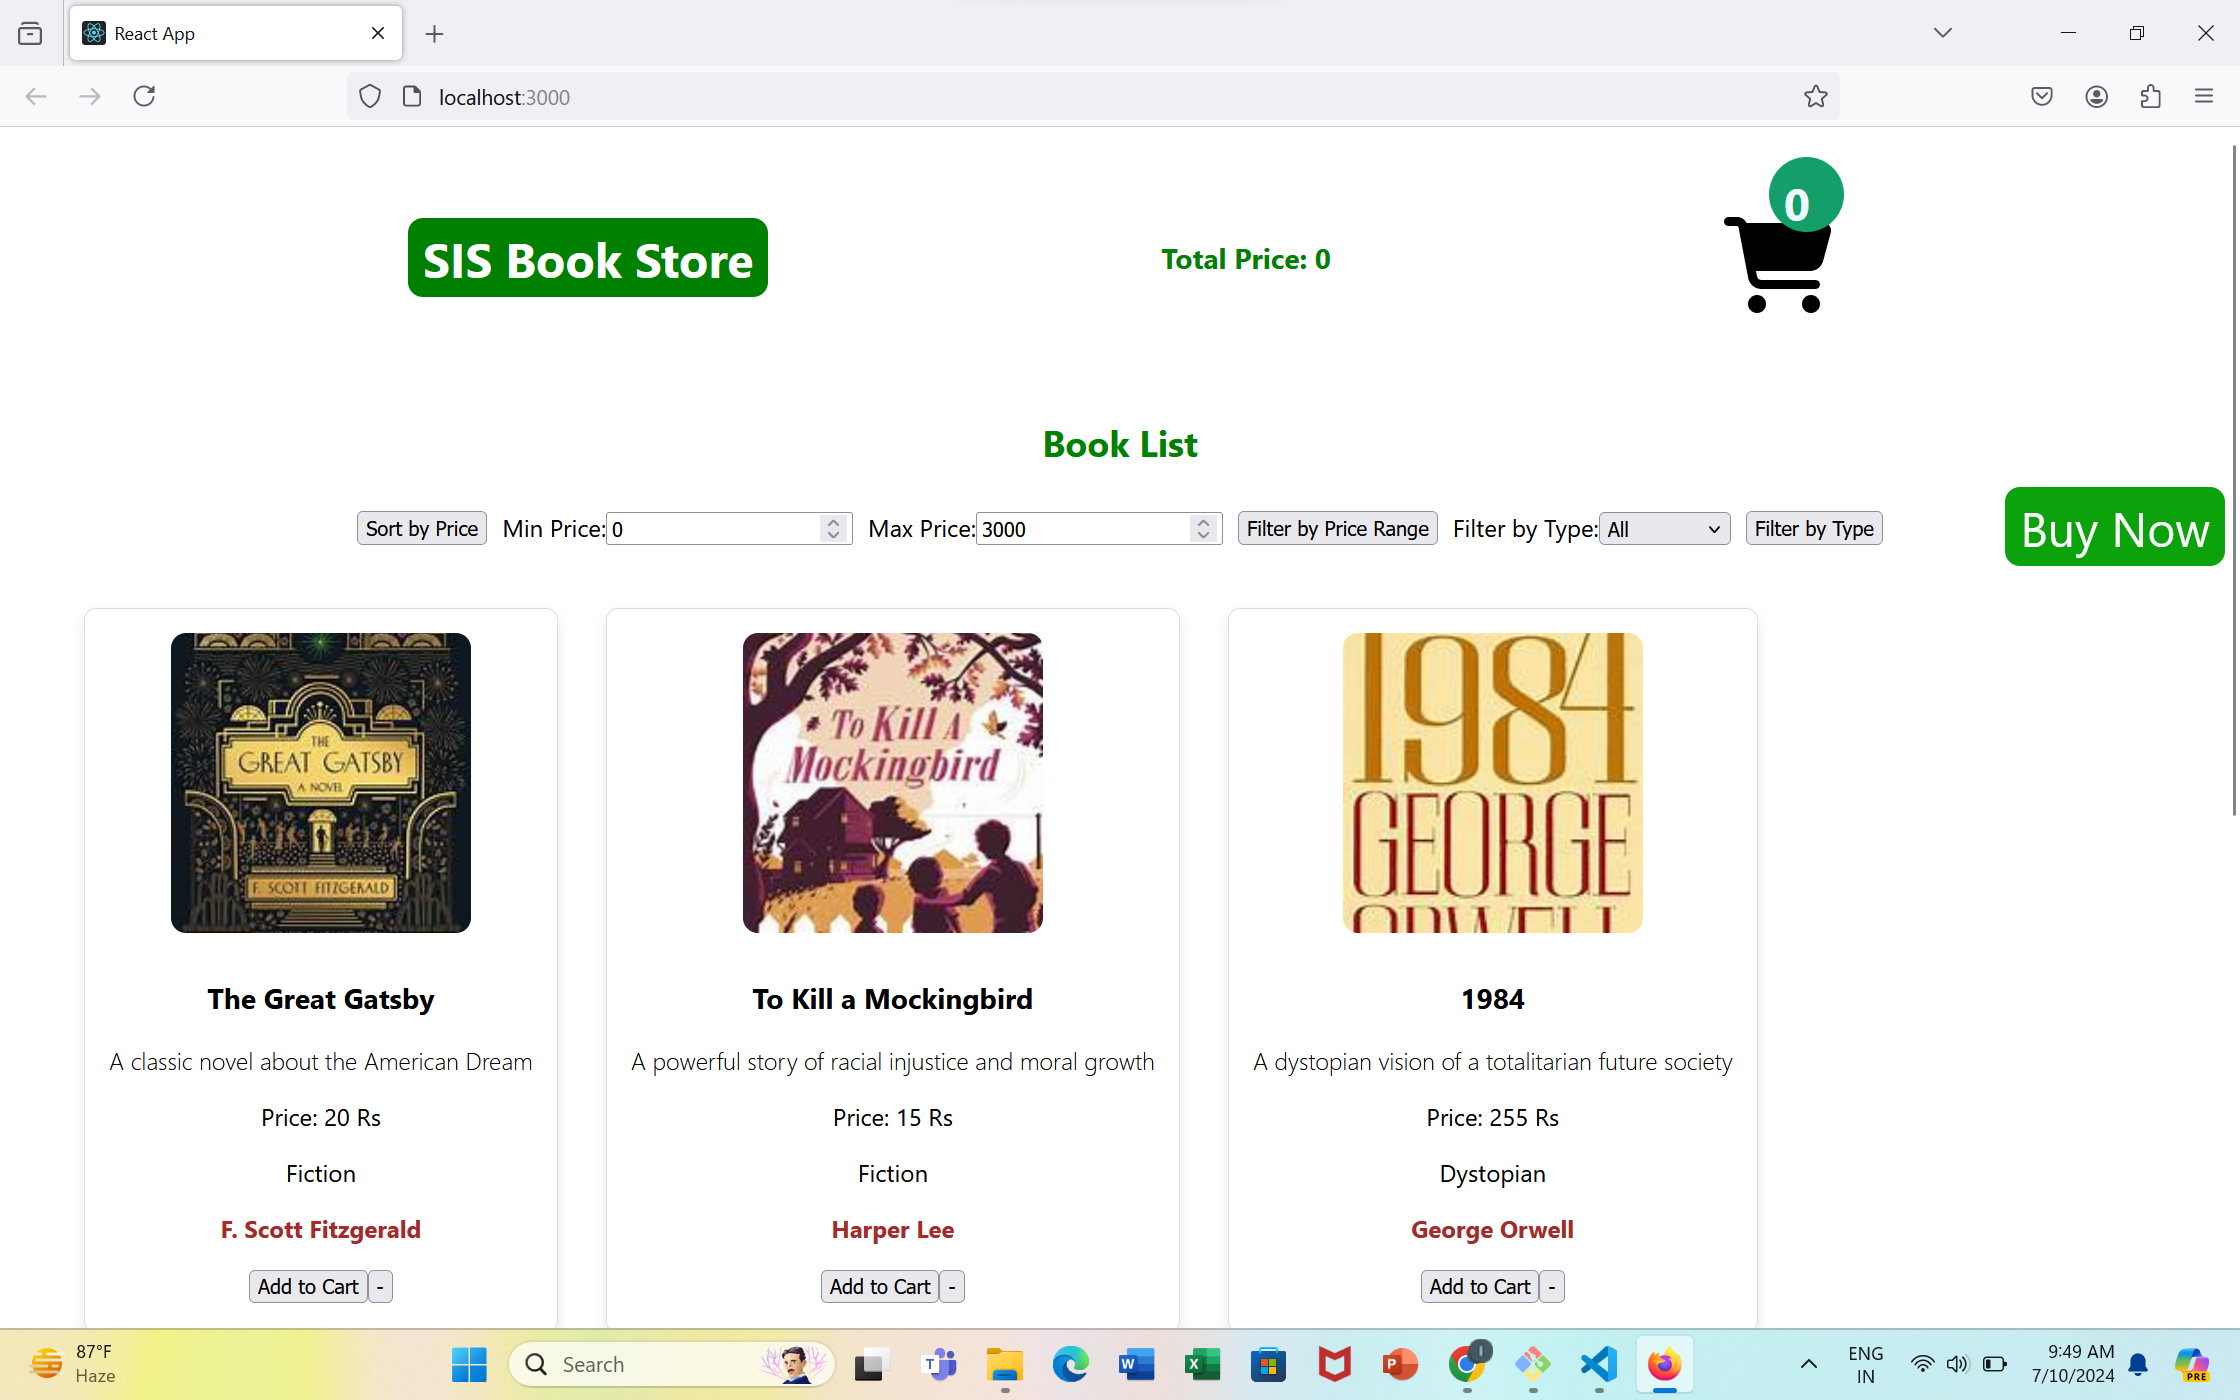 React App
localhost:3000
0
SIS Book Store
Total Price: 0
Book List
Sort by Price Min Price: 0 Max Price: 3000 Filter by Price Range Filter by Type: All Filter by Type
Buy Now
THE
GREAT GATSBY
A NOVEL
F. SCOTT FITZGERALD
The Great Gatsby
A classic novel about the American Dream
Price: 20 Rs
Fiction
F. Scott Fitzgerald
Add to Cart -
To Kill A
Mockingbird
To Kill a Mockingbird
A powerful story of racial injustice and moral growth
Price: 15 Rs
Fiction
Harper Lee
Add to Cart -
1984
GEORGE
ORWELL
1984
A dystopian vision of a totalitarian future society
Price: 255 Rs
Dystopian
George Orwell
Add to Cart -
87°F
Haze
Search
T
W
X
P
ENG
IN
9:49 AM
7/10/2024
PRE